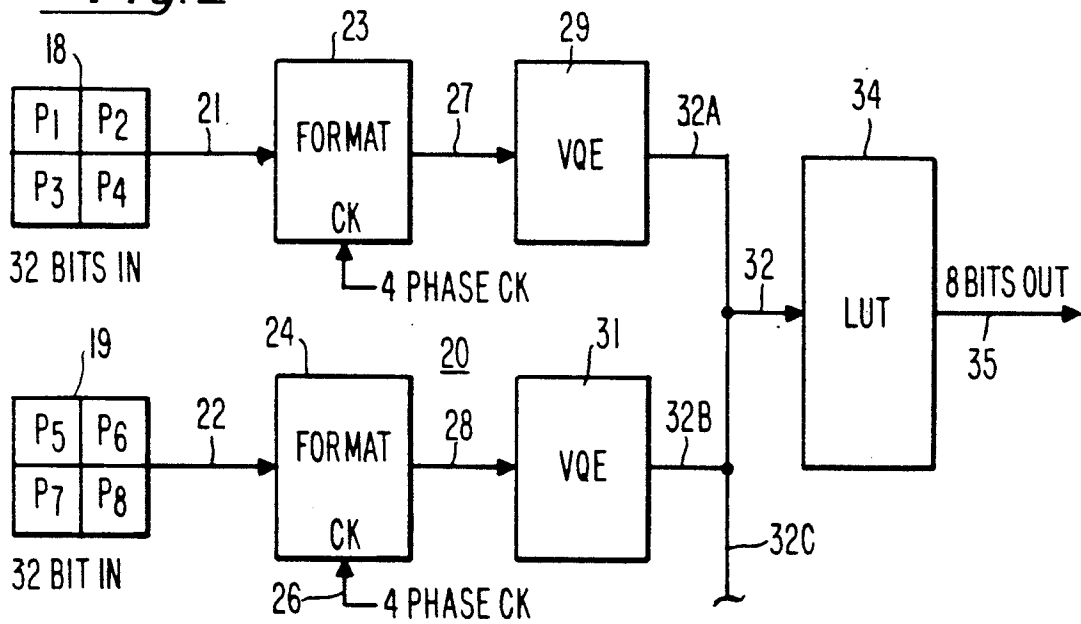 18
P1 P2
P3 P4
32 BITS IN
21
23
FORMAT
CK
4 PHASE CK
27
29
VQE
32A
34
LUT
32
8 BITS OUT
35
19
P5 P6
P7 P8
32 BIT IN
22
24
FORMAT
CK
26
4 PHASE CK
20
28
31
VQE
32B
32C